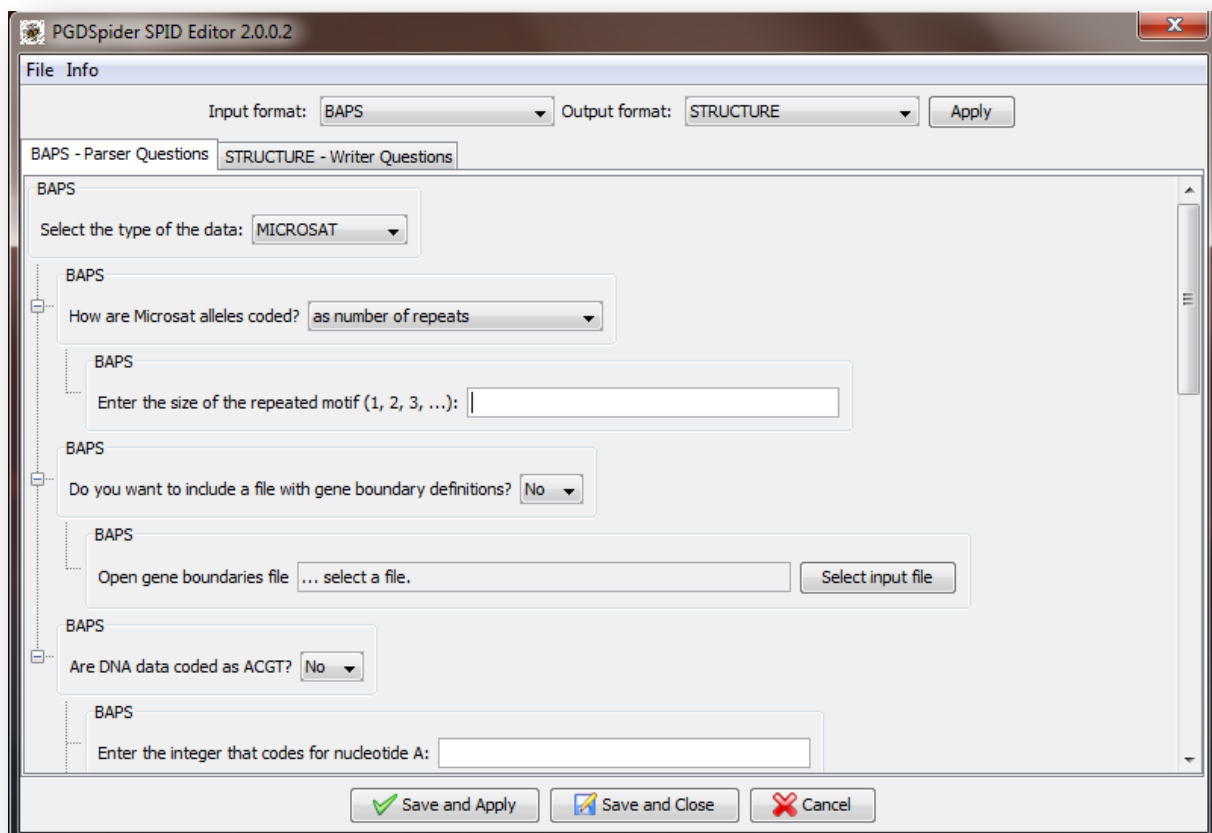 PGDSpider SPID Editor 2.0.0.2
File Info
Input format: BAPS Output format: STRUCTURE Apply
BAPS - Parser Questions STRUCTURE - Writer Questions
BAPS
Select the type of the data: MICROSAT
BAPS
How are Microsat alleles coded? as number of repeats
BAPS
Enter the size of the repeated motif (1, 2, 3, ...):
BAPS
Do you want to include a file with gene boundary definitions? No
BAPS
Open gene boundaries file ... select a file. Select input file
BAPS
Are DNA data coded as ACGT? No
BAPS
Enter the integer that codes for nucleotide A:
Save and Apply Save and Close Cancel